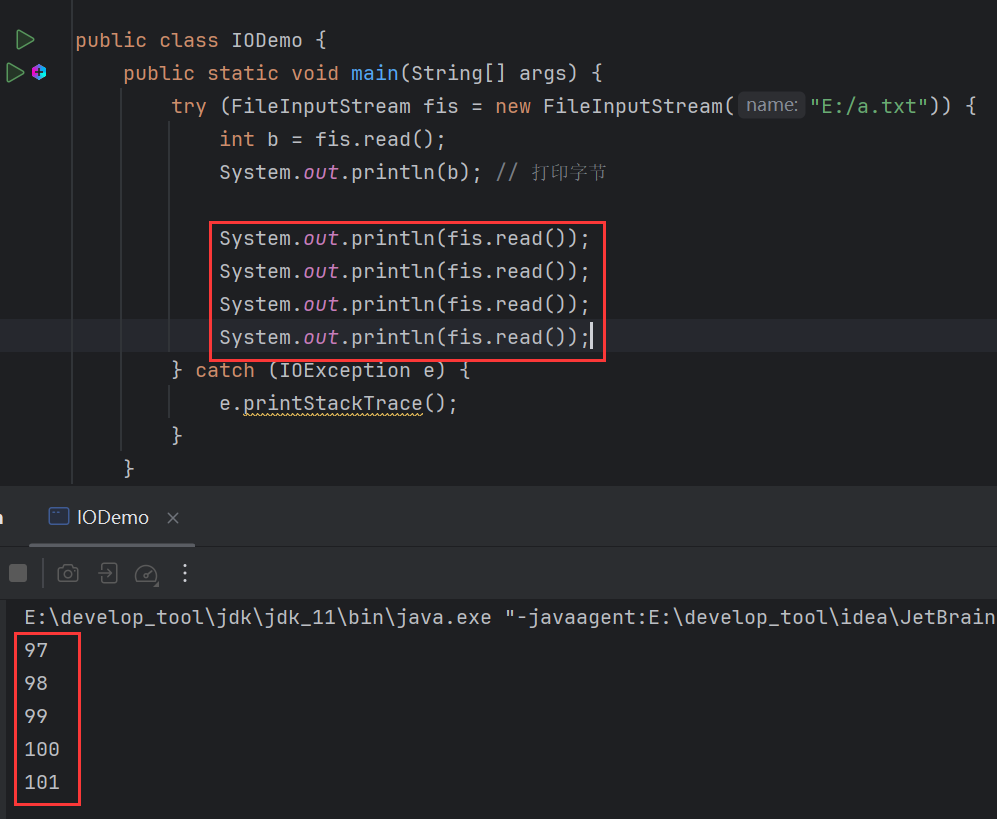 public class IODemo {
public static void main(String[] args) {
try (FileInputStream fis = new FileInputStream( name: "E:/a.txt")) {
int b = fis.read();
System.out.println(b); // 打印字节
System.out.println(fis.read());
System.out.println(fis.read());
System.out.println(fis.read());
System.out.println(fis.read());
} catch (IOException e) {
e.printStackTrace();
}
}
IODemo ×
E:\develop_tool\jdk\jdk_11\bin\java.exe "-javaagent:E:\develop_tool\idea\JetBrain
97
98
99
100
101